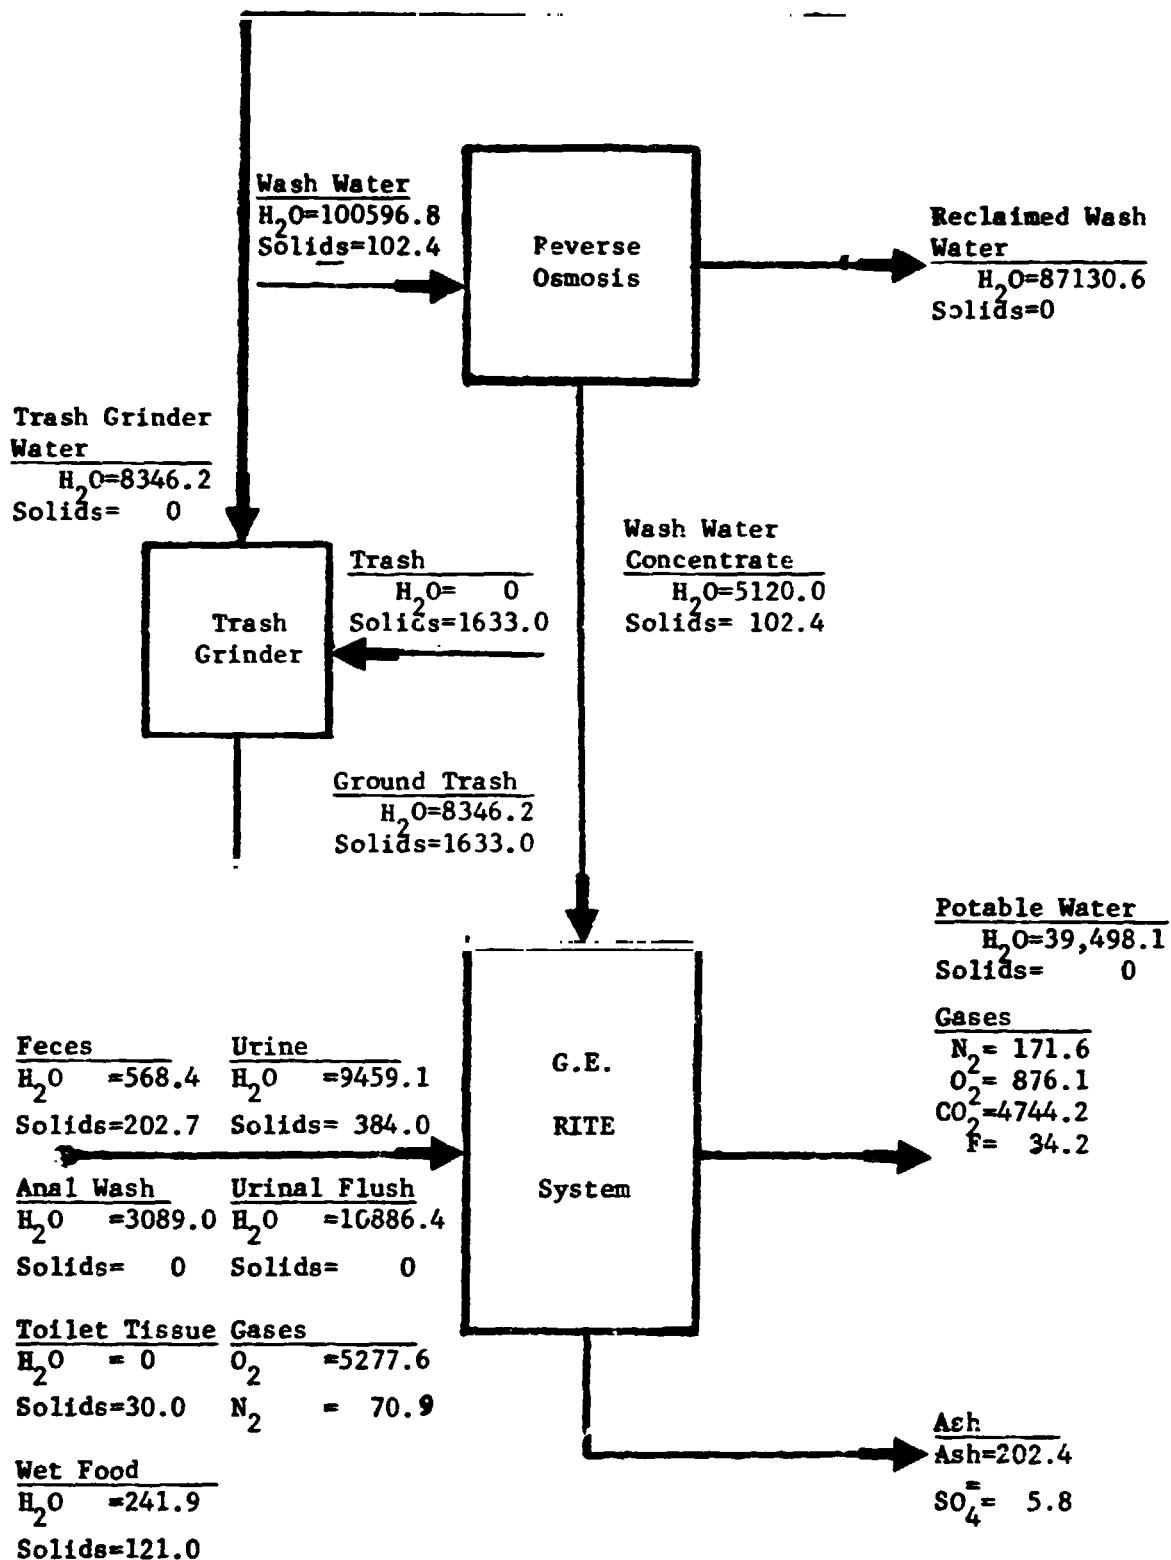 Wash Water
H2O=100596.8
Solids=102.4
Peverse
Osmosis
Reclaimed Wash
Water
H2O=87130.6
Solids=0
Trash Grinder
Water
H2O=8346.2
Solids= 0
Trash
Grinder
Trash
H2O= 0
Solids=1633.0
Wash Water
Concentrate
H2O=5120.0
Solids= 102.4
Ground Trash
H2O=8346.2
Solids=1633.0
Potable Water
H2O=39,498.1
Solids= 0
Gases
N2= 171.6
O2= 876.1
CO2=4744.2
F= 34.2
G.E.
RITE
System
Feces
H2O =568.4
Solids=202.7
Urine
H2O =9459.1
Solids= 384.0
Anal Wash
H2O =3089.0
Solids= 0
Urinal Flush
H2O =10886.4
Solids= 0
Toilet Tissue
H2O = 0
Solids=30.0
Gases
O2 =5277.6
N2 = 70.9
Wet Food
H2O =241.9
Solids=121.0
Ash
Ash=202.4
SO4== 5.8